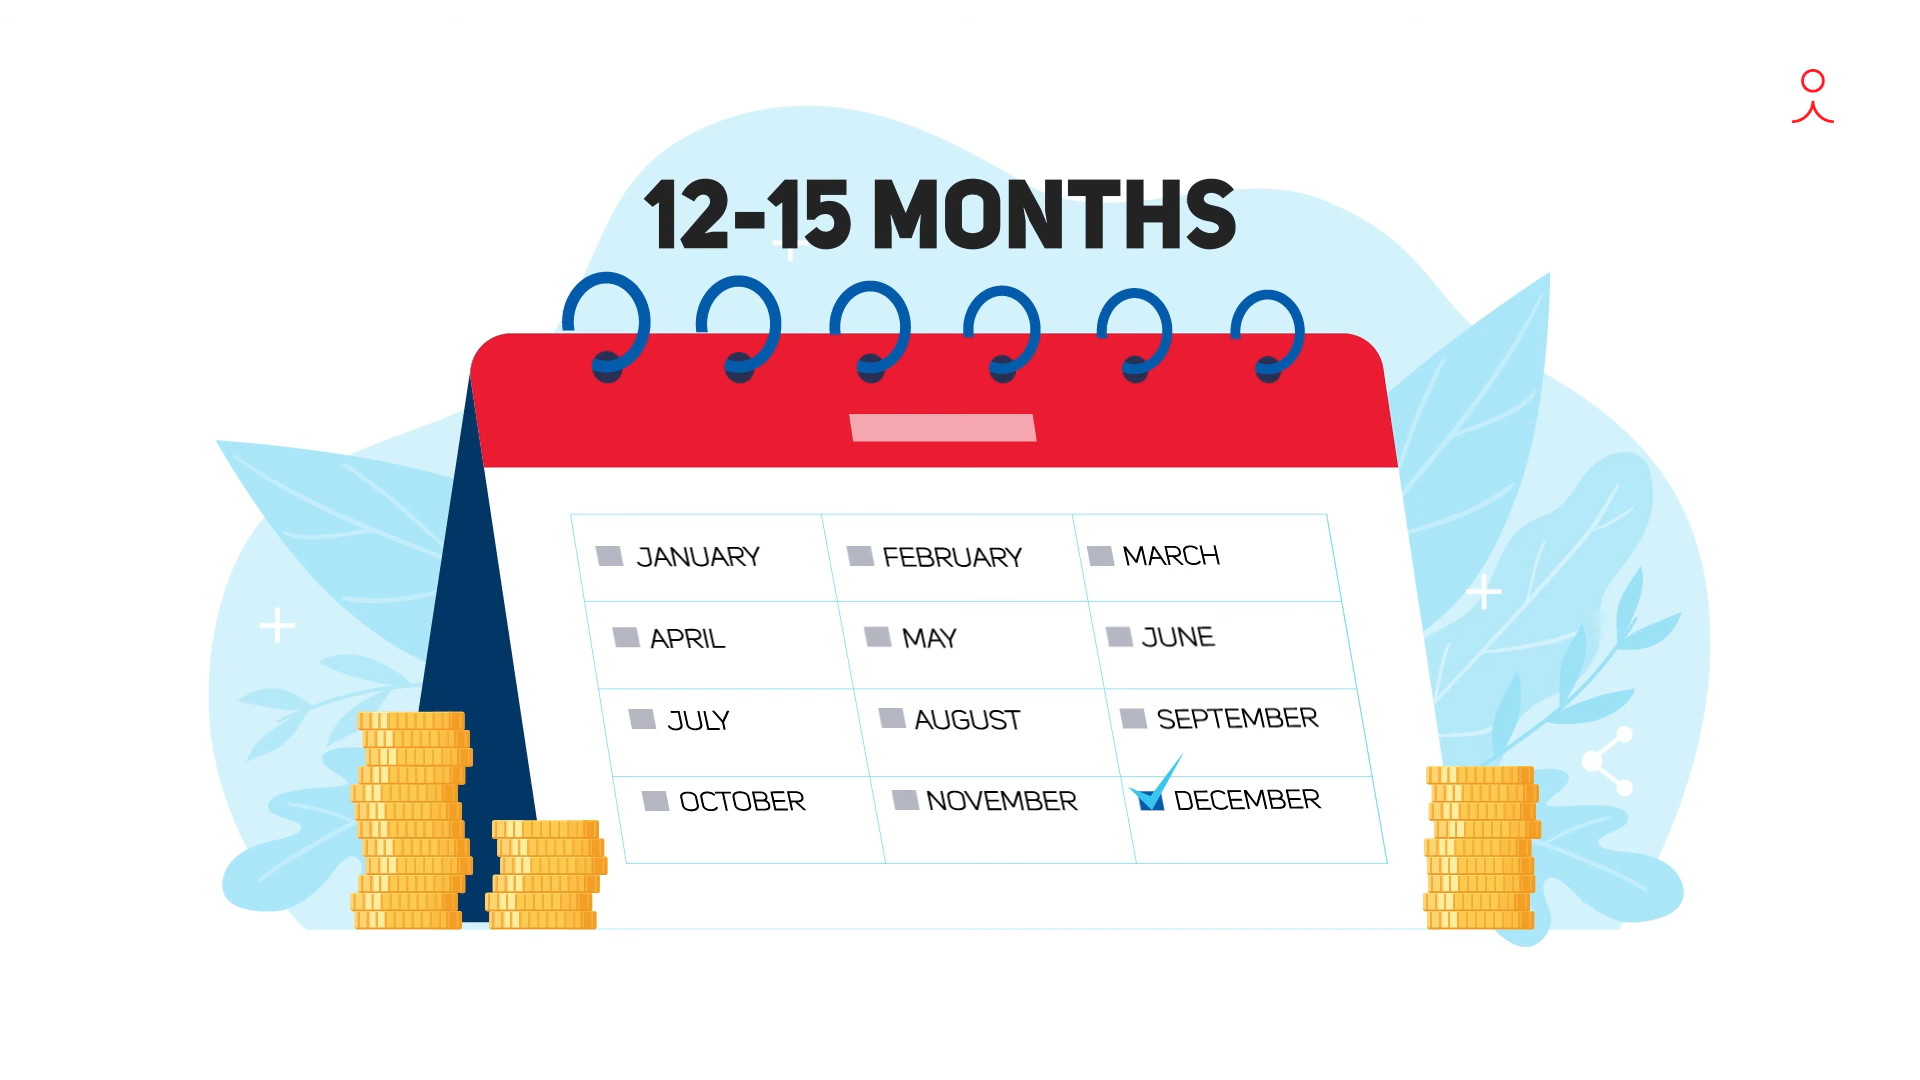 12-15 MONTHS
JANUARY FEBRUARY MARCH
APRIL MAY JUNE
JULY AUGUST SEPTEMBER
OCTOBER NOVEMBER DECEMBER